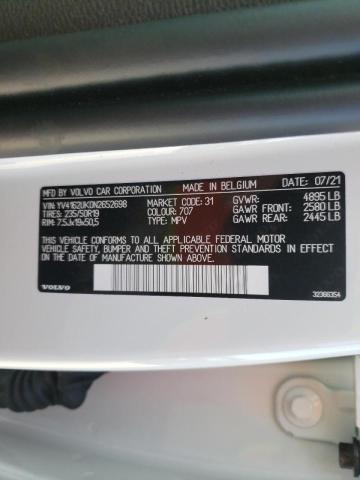 MFD BY VOLVO CAR CORPORATION MADE IN BELGIUM DATE: 07/21
VIN: YV4162UK0N2652698 MARKET CODE: 31 GVWR: 4895 LB
TIRES: 235/50R19 COLOUR: 707 GAWR FRONT: 2580 LB
RIM: 7.5Jx19x50,5 TYPE: MPV GAWR REAR: 2445 LB
THIS VEHICLE CONFORMS TO ALL APPLICABLE FEDERAL MOTOR
VEHICLE SAFETY, BUMPER AND THEFT PREVENTION STANDARDS IN EFFECT
ON THE DATE OF MANUFACTURE SHOWN ABOVE.
VOLVO 32366354